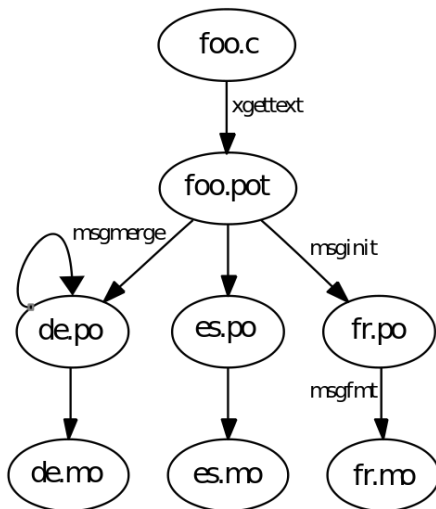 foo.c
xgettext
foo.pot
msgmerge
msginit
de.po
es.po
fr.po
msgfmt
de.mo
es.mo
fr.mo